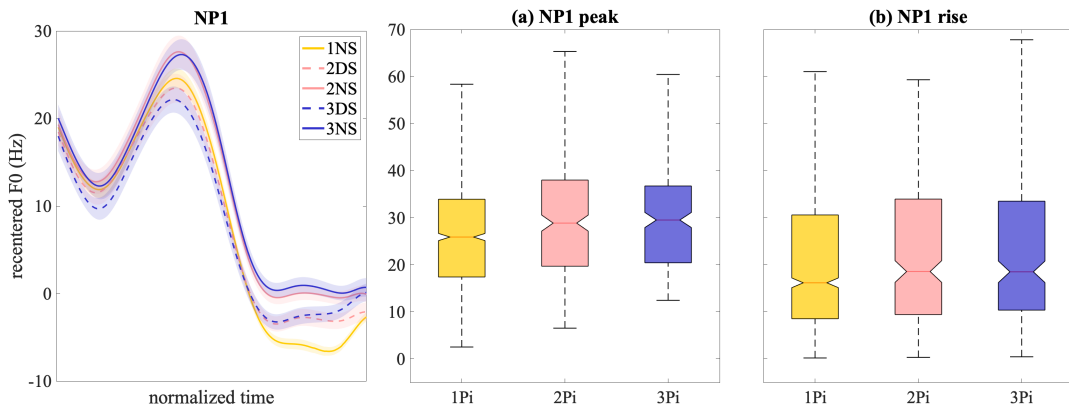 NP1
30
20
10
0
-10
recentered F0 (Hz)
normalized time
1NS
2DS
2NS
3DS
3NS
(a) NP1 peak
70
60
50
40
30
20
10
0
1Pi 2Pi 3Pi
(b) NP1 rise
1Pi 2Pi 3Pi